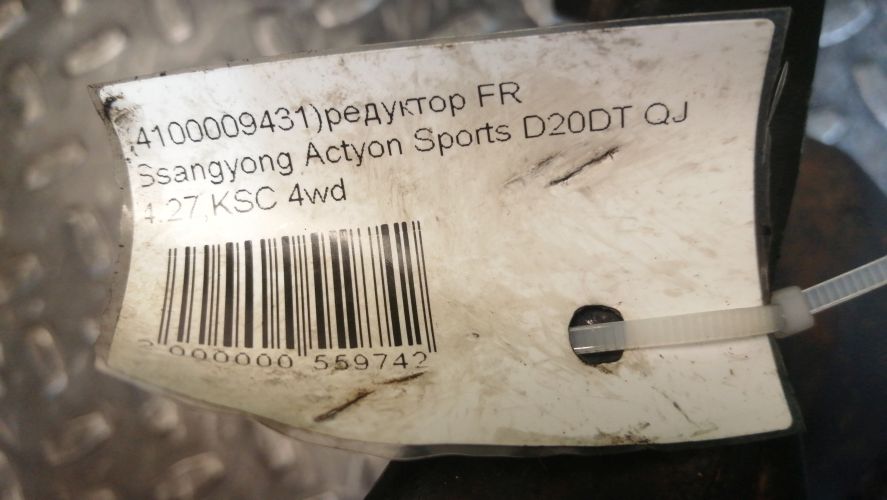 4100009431)редуктор FR
Ssangyong Actyon Sports D20DT QJ
4.27,KSC 4wd
2 000000 559742